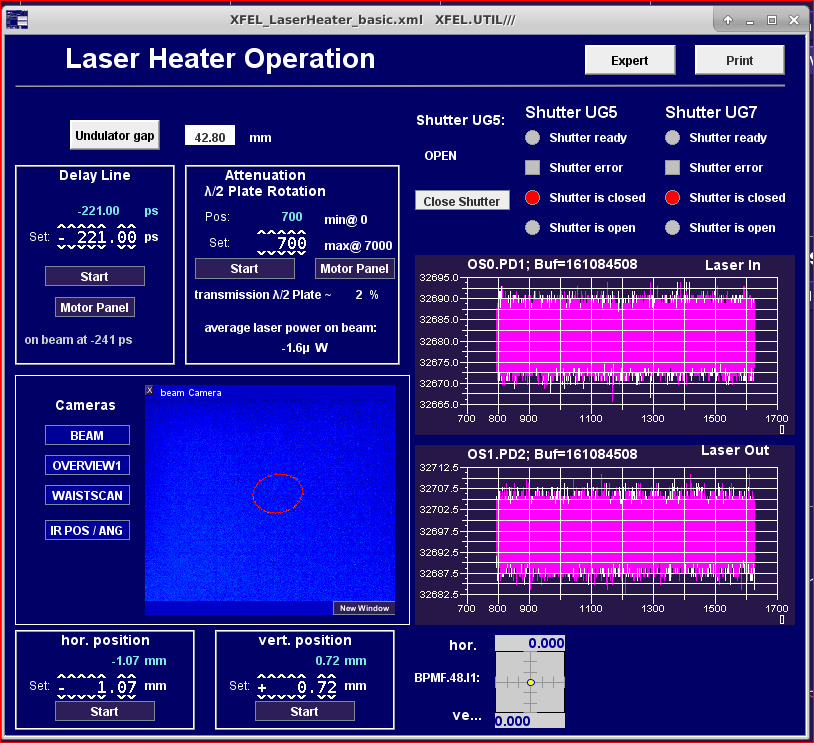 XFEL_LaserHeater_basic.xml XFEL.UTIL///
Laser Heater Operation
Expert
Print
Undulator gap
42.80 mm
Shutter UG5:
OPEN
Close Shutter
Shutter UG5
Shutter ready
Shutter error
Shutter is closed
Shutter is open
Shutter UG7
Shutter ready
Shutter error
Shutter is closed
Shutter is open
Delay Line
-221.00 ps
Set: - 221.00 ps
Start
Motor Panel
on beam at -241 ps
Attenuation
λ/2 Plate Rotation
Pos: 700 min@ 0
Set: 700 max@ 7000
Start
Motor Panel
transmission λ/2 Plate ~ 2 %
average laser power on beam:
-1.6µ W
OS0.PD1; Buf=161084508 Laser In
32695.0
32690.0
32685.0
32680.0
32675.0
32670.0
32665.0
700 800 900 1100 1300 1400 1600 1700
Cameras
BEAM
OVERVIEW1
WAISTSCAN
IR POS / ANG
X beam Camera
New Window
OS1.PD2; Buf=161084508 Laser Out
32712.5
32707.5
32702.5
32697.5
32692.5
32687.5
32682.5
700 800 900 1100 1300 1400 1600 1700
hor. position
-1.07 mm
Set: - 1.07 mm
Start
vert. position
0.72 mm
Set: + 0.72 mm
Start
hor. 0.000
BPMF.48.I1:
ve... 0.000